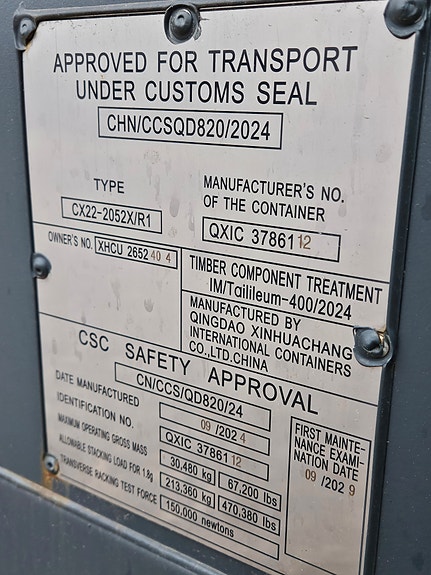 APPROVED FOR TRANSPORT
UNDER CUSTOMS SEAL
CHN/CCSQD820/2024
TYPE
CX22-2052X/R1
MANUFACTURER'S NO.
OF THE CONTAINER
QXIC 3786112
OWNER'S NO. XHCU 2652404
TIMBER COMPONENT TREATMENT
IM/Tailileum-400/2024
MANUFACTURED BY
QINGDAO XINHUACHANG
INTERNATIONAL CONTAINERS
CO.,LTD.CHINA
CSC SAFETY APPROVAL
CN/CCS/QD820/24
DATE MANUFACTURED 09/2024
IDENTIFICATION NO. QXIC 3786112
MAXIMUM OPERATING GROSS MASS 30,480 kg 67,200 lbs
ALLOWABLE STACKING LOAD FOR 1.8g 213,360 kg 470,380 lbs
TRANSVERSE RACKING TEST FORCE 150,000 newtons
FIRST MAINTE-
NANCE EXAMI-
NATION DATE
09/2029